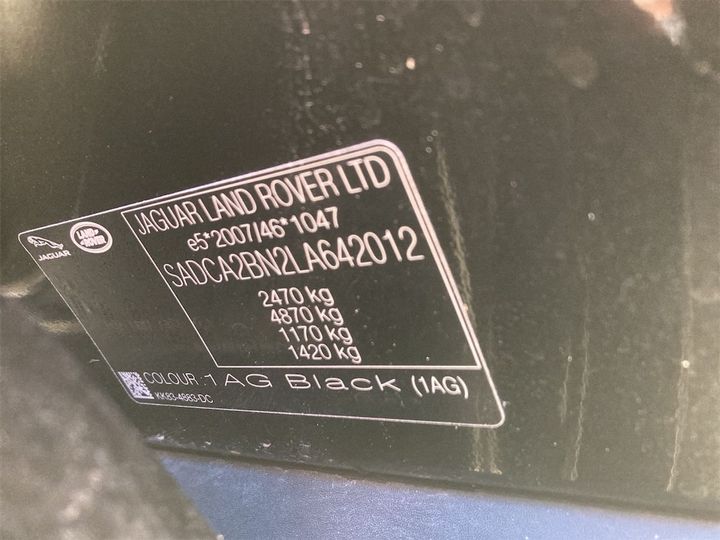 JAGUAR LAND ROVER LTD
e5*2007/46*1047
SADCA2BN2LA642012
JAGUAR
LAND
ROVER
2470 kg
4870 kg
1170 kg
1420 kg
COLOUR 1AG Black (1AG)
KK83-4883-DC